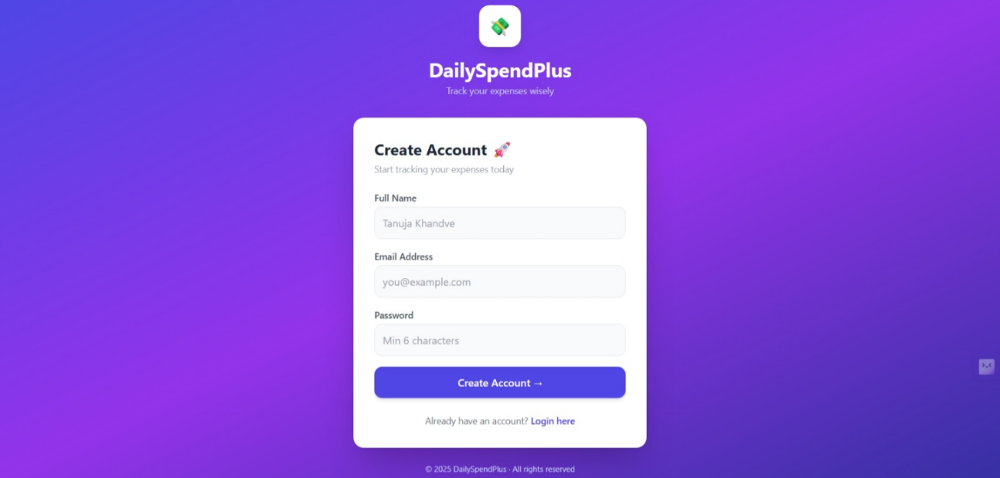 DailySpendPlus
Track your expenses wisely
Create Account 🚀
Start tracking your expenses today
Full Name
Tanuja Khandve
Email Address
you@example.com
Password
Min 6 characters
Create Account →
Already have an account? Login here
© 2025 DailySpendPlus · All rights reserved